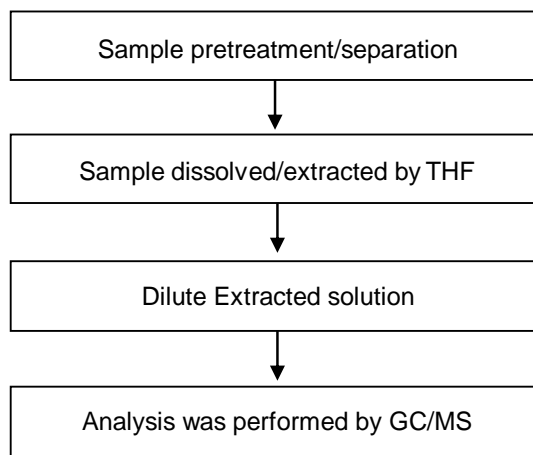 Sample pretreatment/separation
Sample dissolved/extracted by THF
Dilute Extracted solution
Analysis was performed by GC/MS